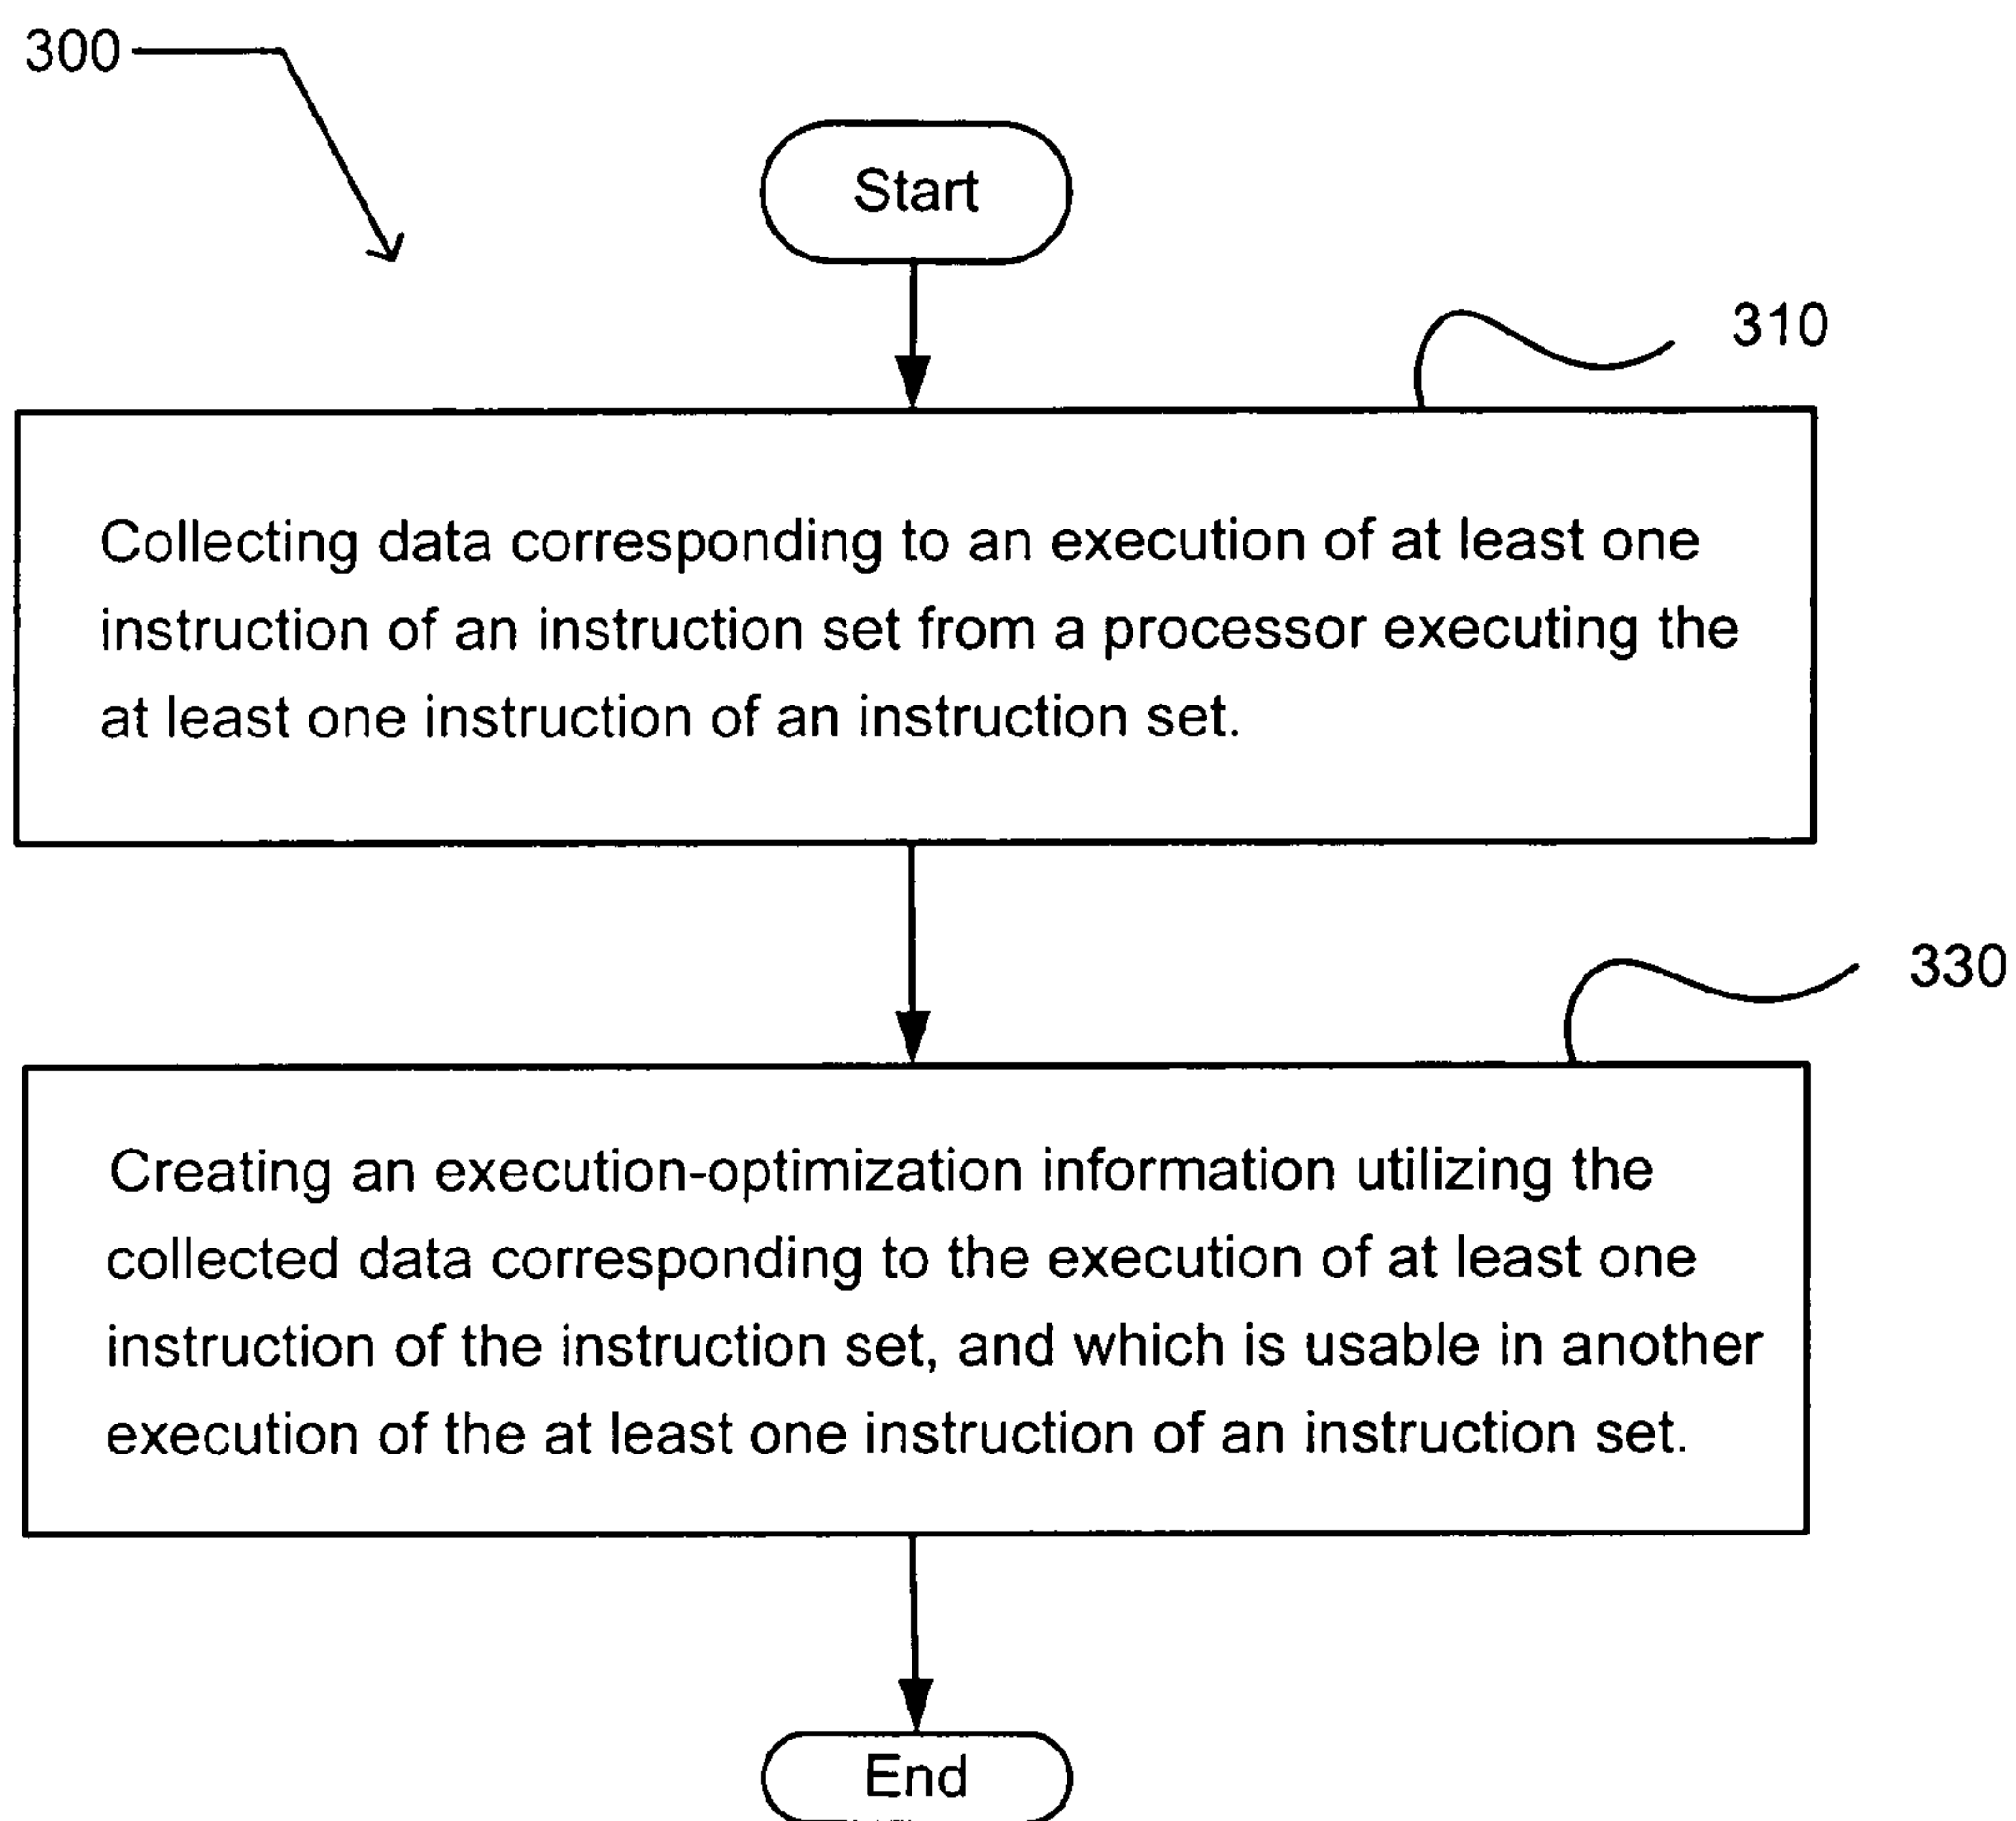 300
Start
310
Collecting data corresponding to an execution of at least one
instruction of an instruction set from a processor executing the
at least one instruction of an instruction set.
330
Creating an execution-optimization information utilizing the
collected data corresponding to the execution of at least one
instruction of the instruction set, and which is usable in another
execution of the at least one instruction of an instruction set.
End